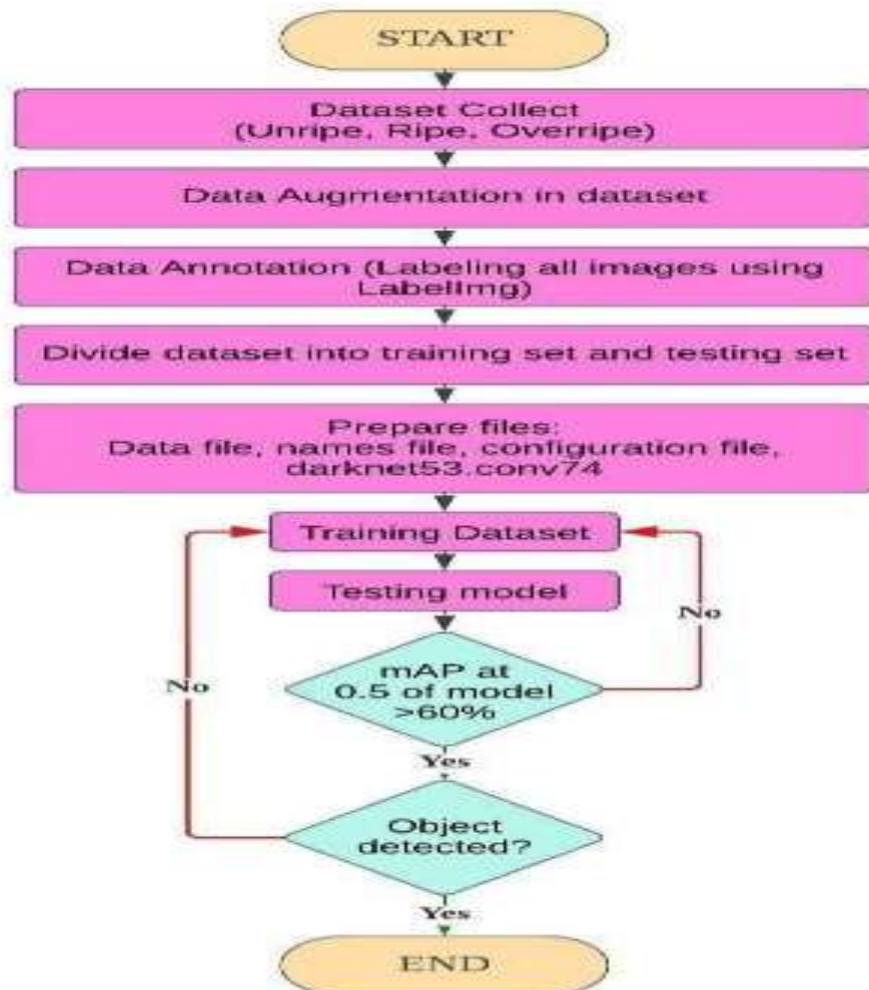 START
Dataset Collect
(Unripe, Ripe, Overripe)
Data Augmentation in dataset
Data Annotation (Labeling all images using
LabelImg)
Divide dataset into training set and testing set
Prepare files:
Data file, names file, configuration file,
darknet53.conv74
Training Dataset
Testing model
No
mAP at
0.5 of model
>60%
No
Yes
Object
detected?
Yes
END